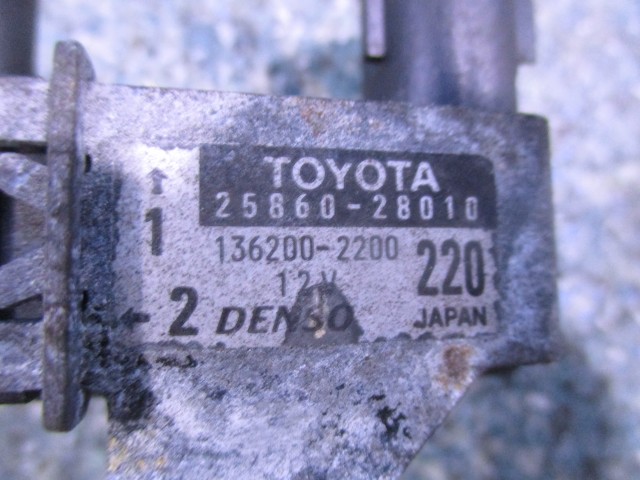 TOYOTA
25860-28010
↑
1
136200-2200
12V
220
← 2
DENSO
JAPAN